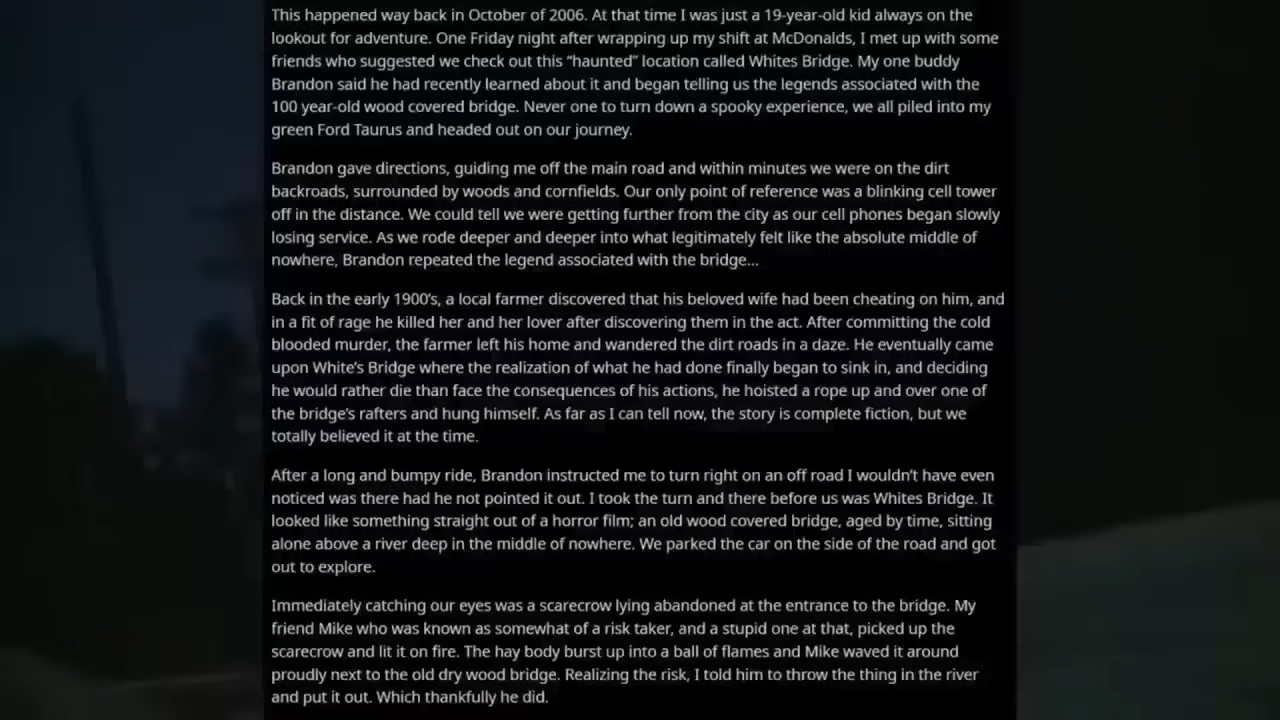 This happened way back in October of 2006. At that time I was just a 19-year-old kid always on the
lookout for adventure. One Friday night after wrapping up my shift at McDonalds, I met up with some
friends who suggested we check out this “haunted” location called Whites Bridge. My one buddy
Brandon said he had recently learned about it and began telling us the legends associated with the
100 year-old wood covered bridge. Never one to turn down a spooky experience, we all piled into my
green Ford Taurus and headed out on our journey.
Brandon gave directions, guiding me off the main road and within minutes we were on the dirt
backroads, surrounded by woods and cornfields. Our only point of reference was a blinking cell tower
off in the distance. We could tell we were getting further from the city as our cell phones began slowly
losing service. As we rode deeper and deeper into what legitimately felt like the absolute middle of
nowhere, Brandon repeated the legend associated with the bridge...
Back in the early 1900’s, a local farmer discovered that his beloved wife had been cheating on him, and
in a fit of rage he killed her and her lover after discovering them in the act. After committing the cold
blooded murder, the farmer left his home and wandered the dirt roads in a daze. He eventually came
upon White’s Bridge where the realization of what he had done finally began to sink in, and deciding
he would rather die than face the consequences of his actions, he hoisted a rope up and over one of
the bridge’s rafters and hung himself. As far as I can tell now, the story is complete fiction, but we
totally believed it at the time.
After a long and bumpy ride, Brandon instructed me to turn right on an off road I wouldn’t have even
noticed was there had he not pointed it out. I took the turn and there before us was Whites Bridge. It
looked like something straight out of a horror film; an old wood covered bridge, aged by time, sitting
alone above a river deep in the middle of nowhere. We parked the car on the side of the road and got
out to explore.
Immediately catching our eyes was a scarecrow lying abandoned at the entrance to the bridge. My
friend Mike who was known as somewhat of a risk taker, and a stupid one at that, picked up the
scarecrow and lit it on fire. The hay body burst up into a ball of flames and Mike waved it around
proudly next to the old dry wood bridge. Realizing the risk, I told him to throw the thing in the river
and put it out. Which thankfully he did.